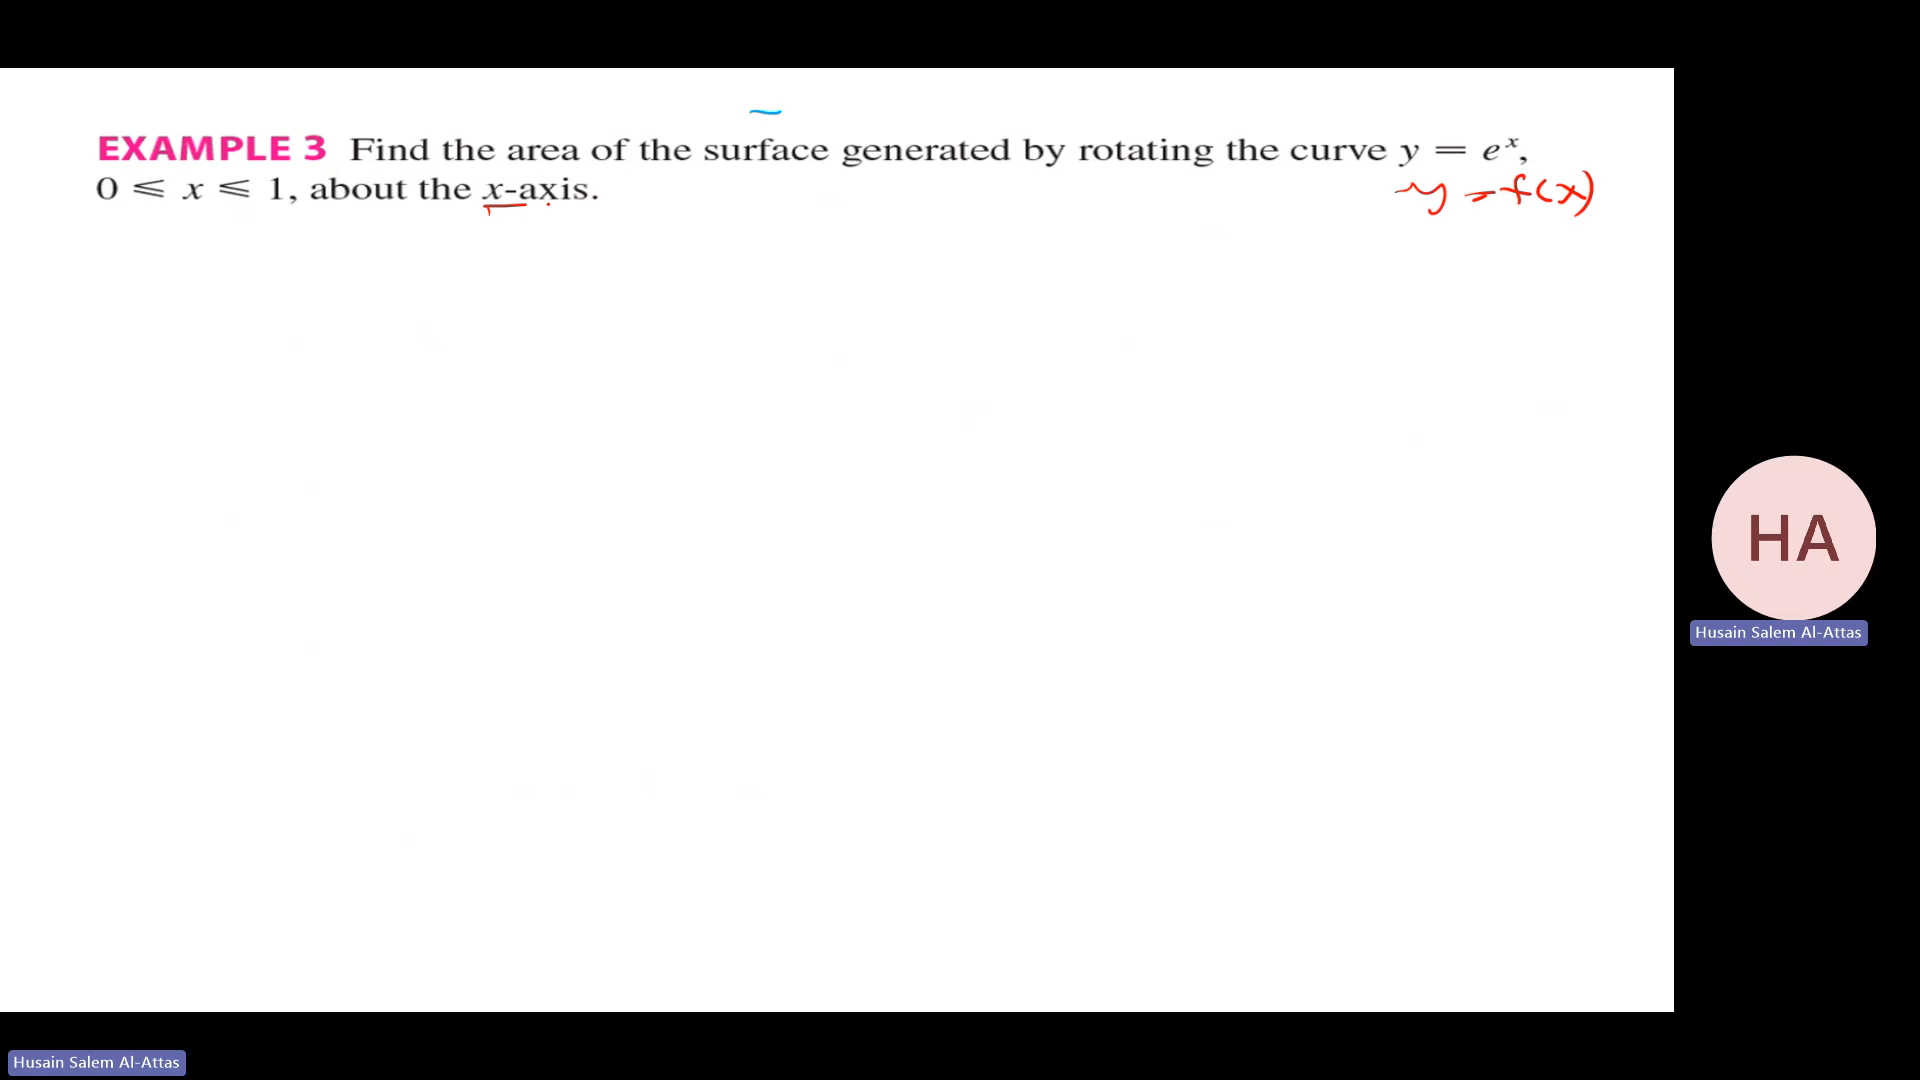 EXAMPLE 3 Find the area of the surface generated by rotating the curve y = eˣ,
0 ⩽ x ⩽ 1, about the x-axis.
y = f(x)
HA
Husain Salem Al-Attas
Husain Salem Al-Attas